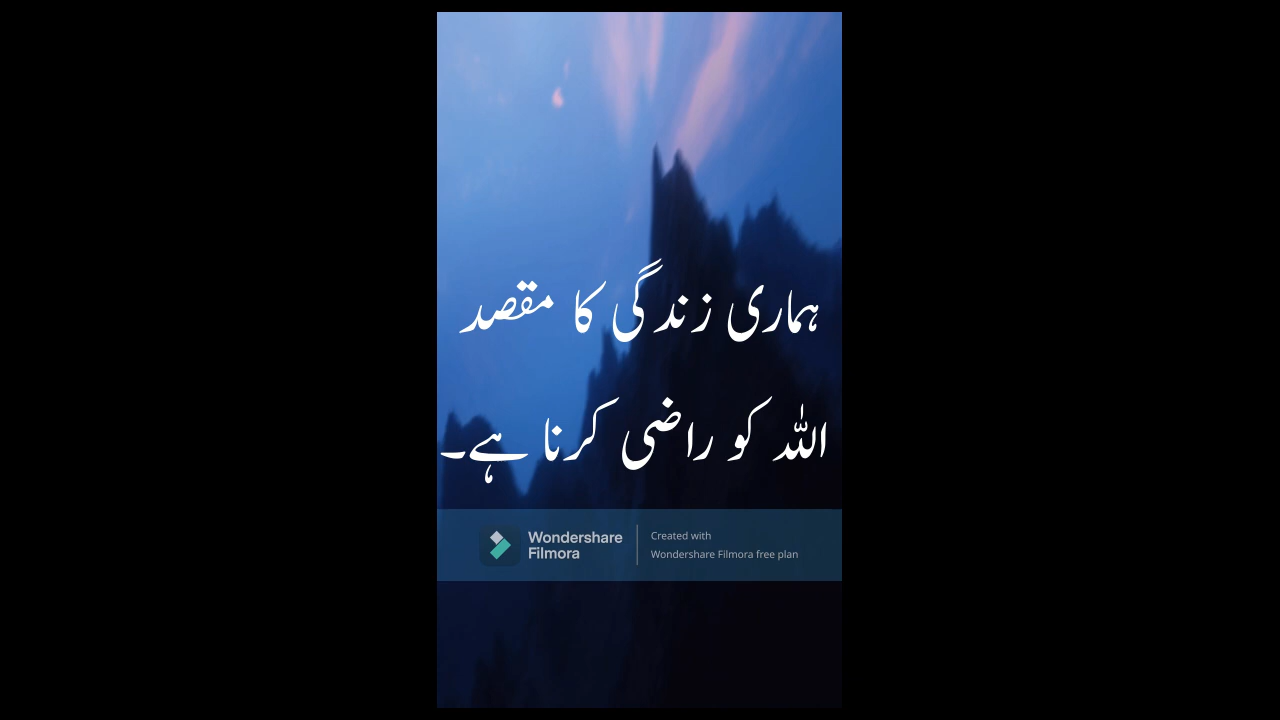 ہماری زندگی کا مقصد
اللہ کو راضی کرنا ہے۔
Wondershare
Filmora
Created with
Wondershare Filmora free plan